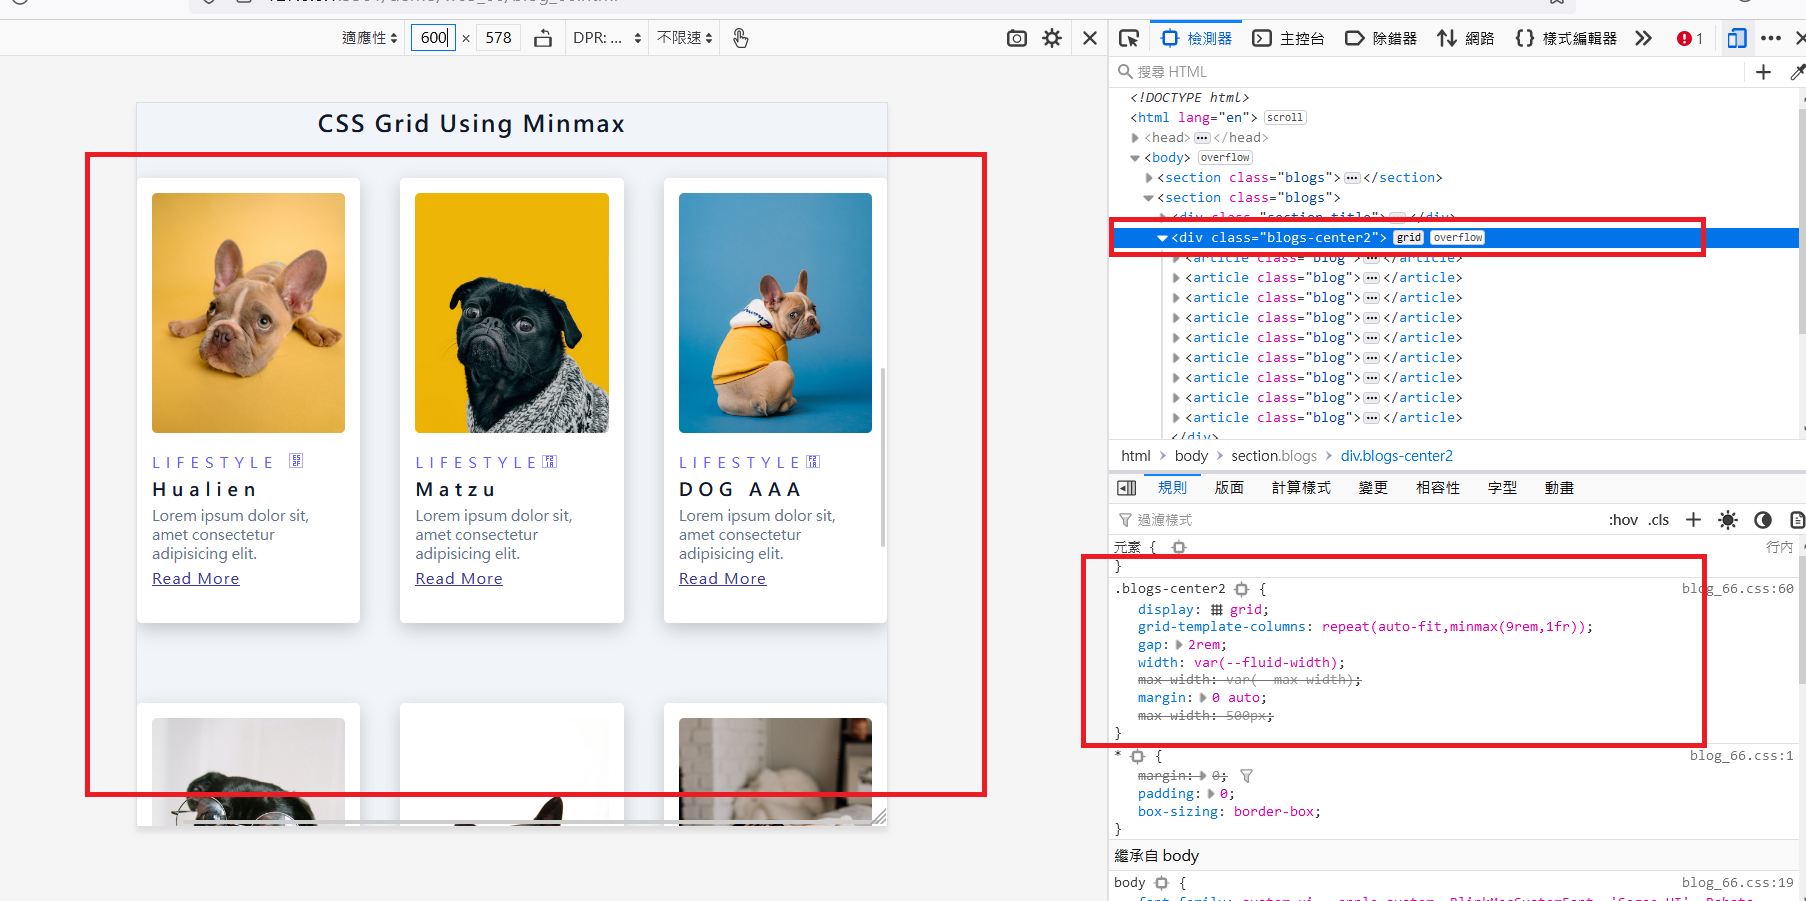 適應性 600 × 578 DPR: ... 不限速
CSS Grid Using Minmax
LIFESTYLE
Hualien
Lorem ipsum dolor sit,
amet consectetur
adipisicing elit.
Read More
LIFESTYLE
Matzu
Lorem ipsum dolor sit,
amet consectetur
adipisicing elit.
Read More
LIFESTYLE
DOG AAA
Lorem ipsum dolor sit,
amet consectetur
adipisicing elit.
Read More
檢測器 主控台 除錯器 網路 樣式編輯器 1
搜尋 HTML
<!DOCTYPE html>
<html lang="en"> scroll
<head> ••• </head>
<body> overflow
<section class="blogs"> ••• </section>
<section class="blogs">
<div class="section-title"> ••• </div>
<div class="blogs-center2"> grid overflow
<article class="blog"> ••• </article>
<article class="blog"> ••• </article>
<article class="blog"> ••• </article>
<article class="blog"> ••• </article>
<article class="blog"> ••• </article>
<article class="blog"> ••• </article>
<article class="blog"> ••• </article>
<article class="blog"> ••• </article>
<article class="blog"> ••• </article>
</div>
html > body > section.blogs > div.blogs-center2
規則 版面 計算樣式 變更 相容性 字型 動畫
過濾樣式 :hov .cls
元素 { 行內
}
.blogs-center2 { blog_66.css:60
display: grid;
grid-template-columns: repeat(auto-fit,minmax(9rem,1fr));
gap: 2rem;
width: var(--fluid-width);
max-width: var(--max-width);
margin: 0 auto;
max-width: 500px;
}
* { blog_66.css:1
margin: 0;
padding: 0;
box-sizing: border-box;
}
繼承自 body
body { blog_66.css:19